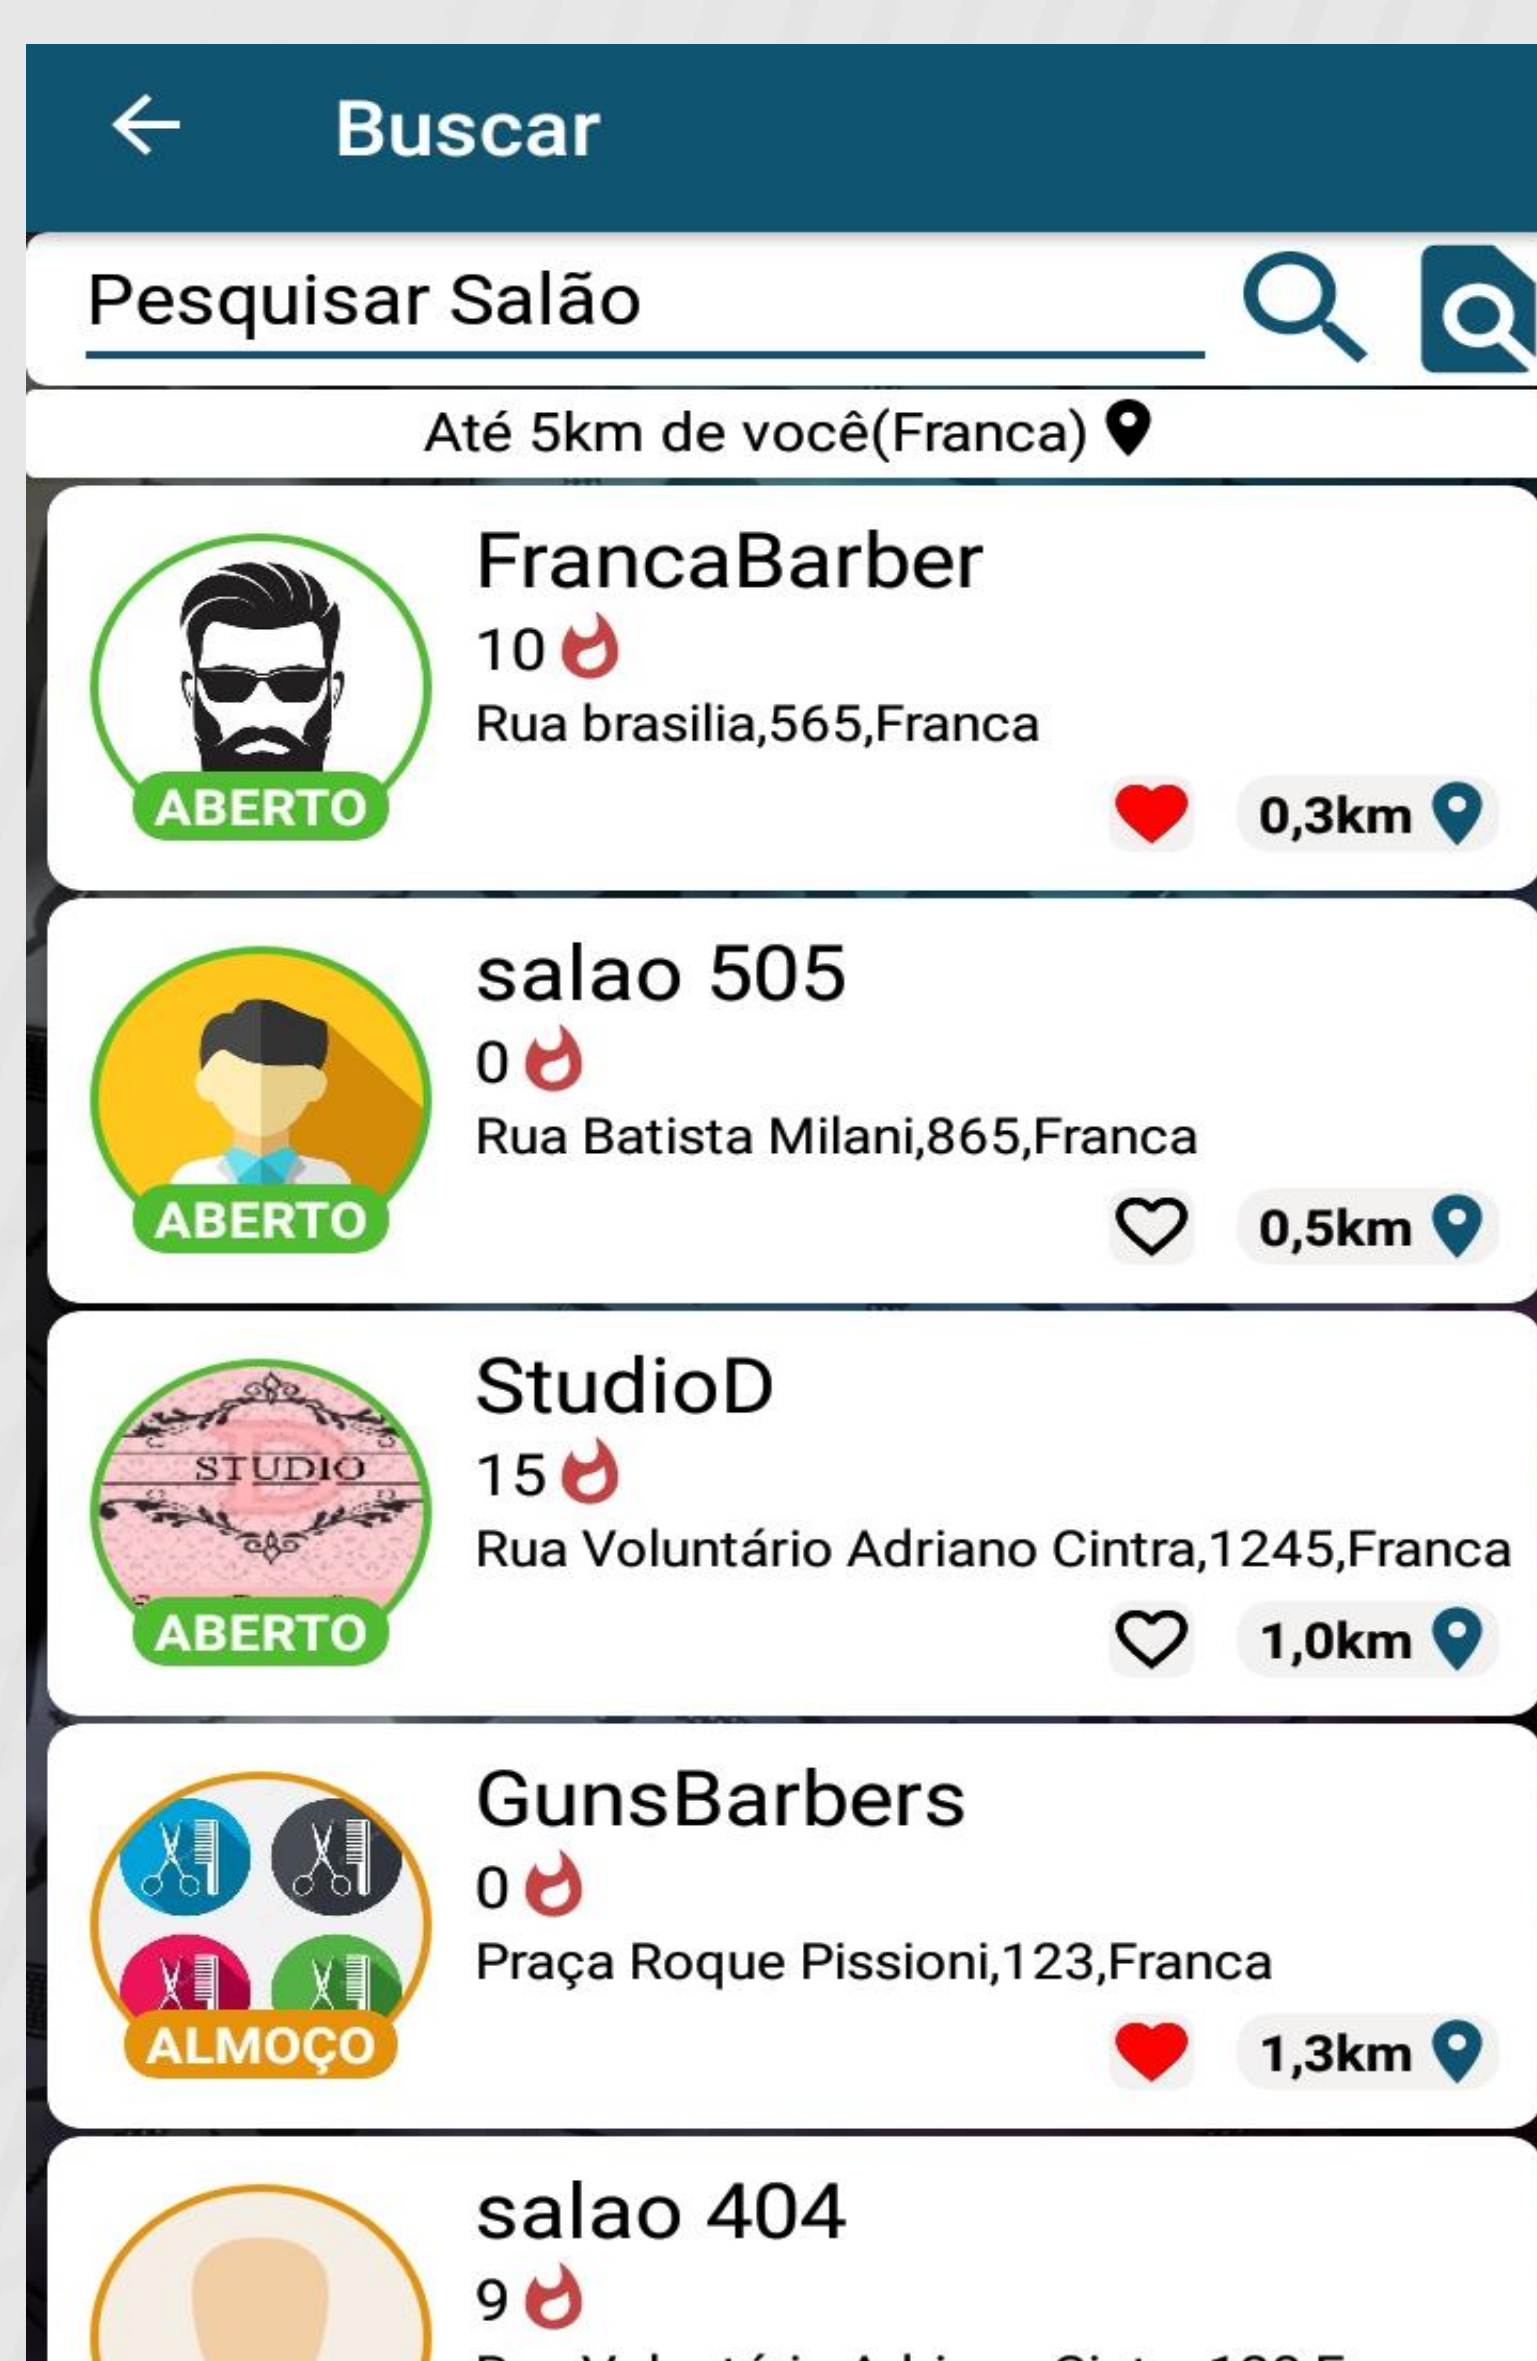 Buscar
Pesquisar Salão
Até 5km de você(Franca)
FrancaBarber
10
Rua brasilia,565,Franca
ABERTO
0,3km
salao 505
0
Rua Batista Milani,865,Franca
ABERTO
0,5km
StudioD
15
STUDIO
D
Rua Voluntário Adriano Cintra,1245,Franca
ABERTO
1,0km
GunsBarbers
0
Praça Roque Pissioni,123,Franca
ALMOÇO
1,3km
salao 404
9